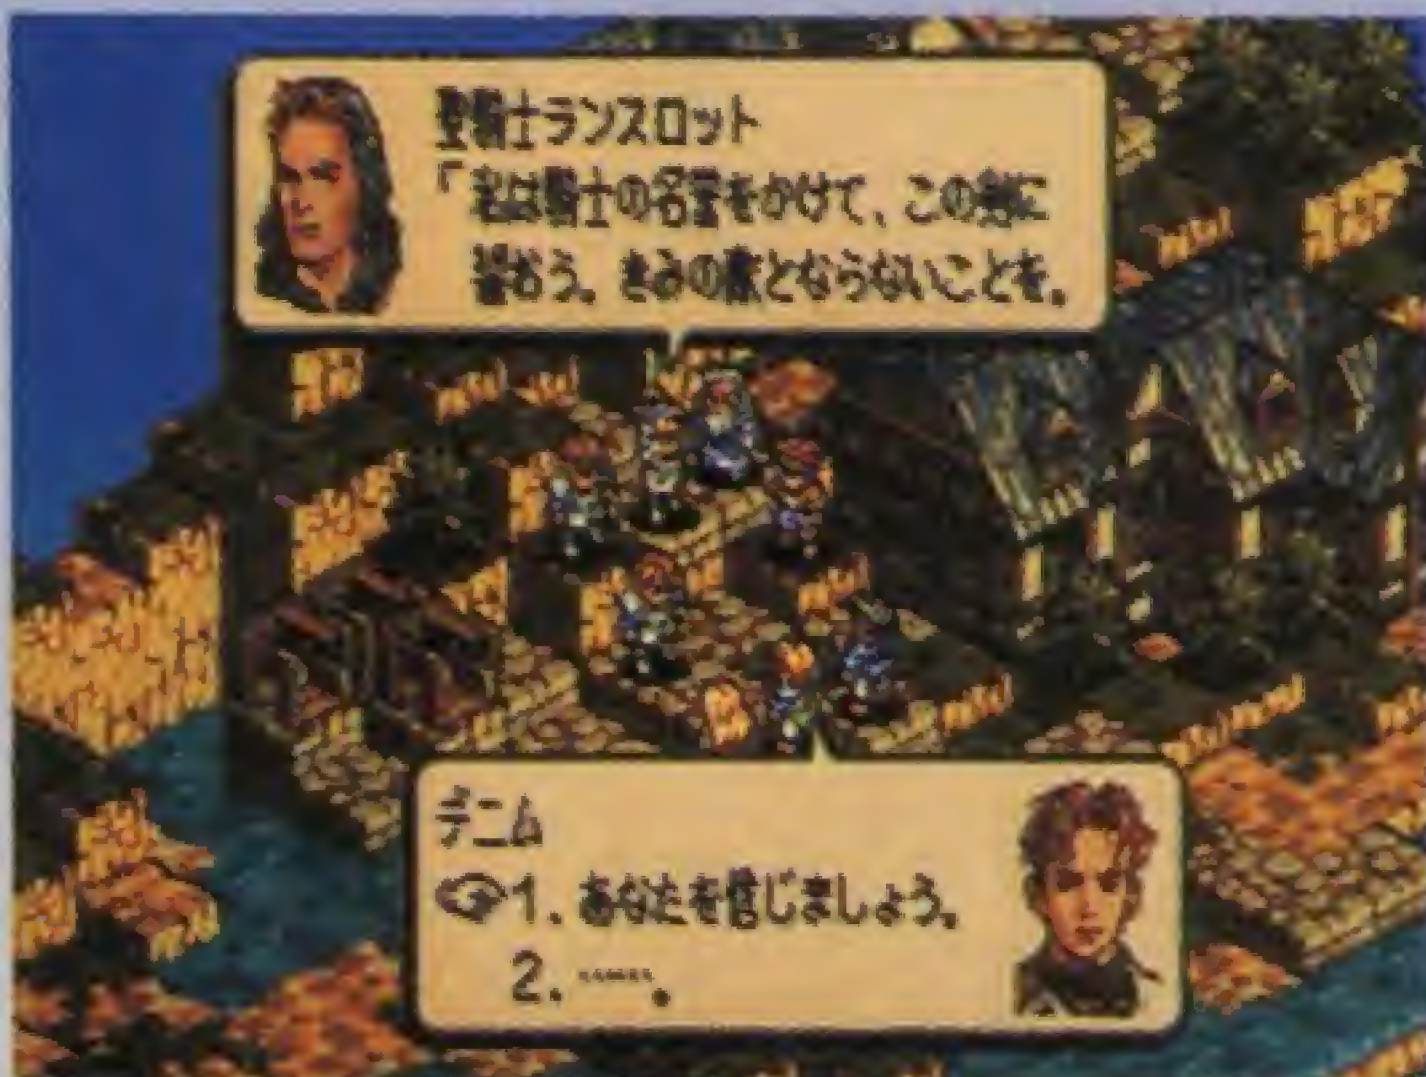 聖騎士ランスロット
「私は騎士の名誉をかけて、この剣に
誓おう。きみの敵とならないことを。
デニム
1. あなたを信じましょう。
2. ……。